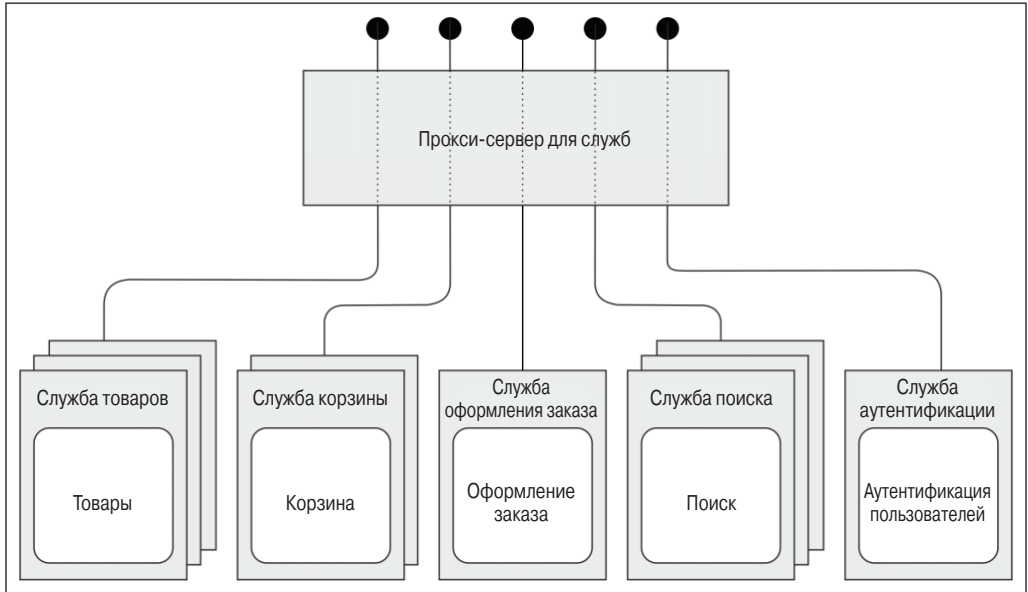 Прокси-сервер для служб
Служба товаров
Служба корзины
Служба
оформления заказа
Служба поиска
Служба
аутентификации
Товары
Корзина
Оформление
заказа
Поиск
Аутентификация
пользователей